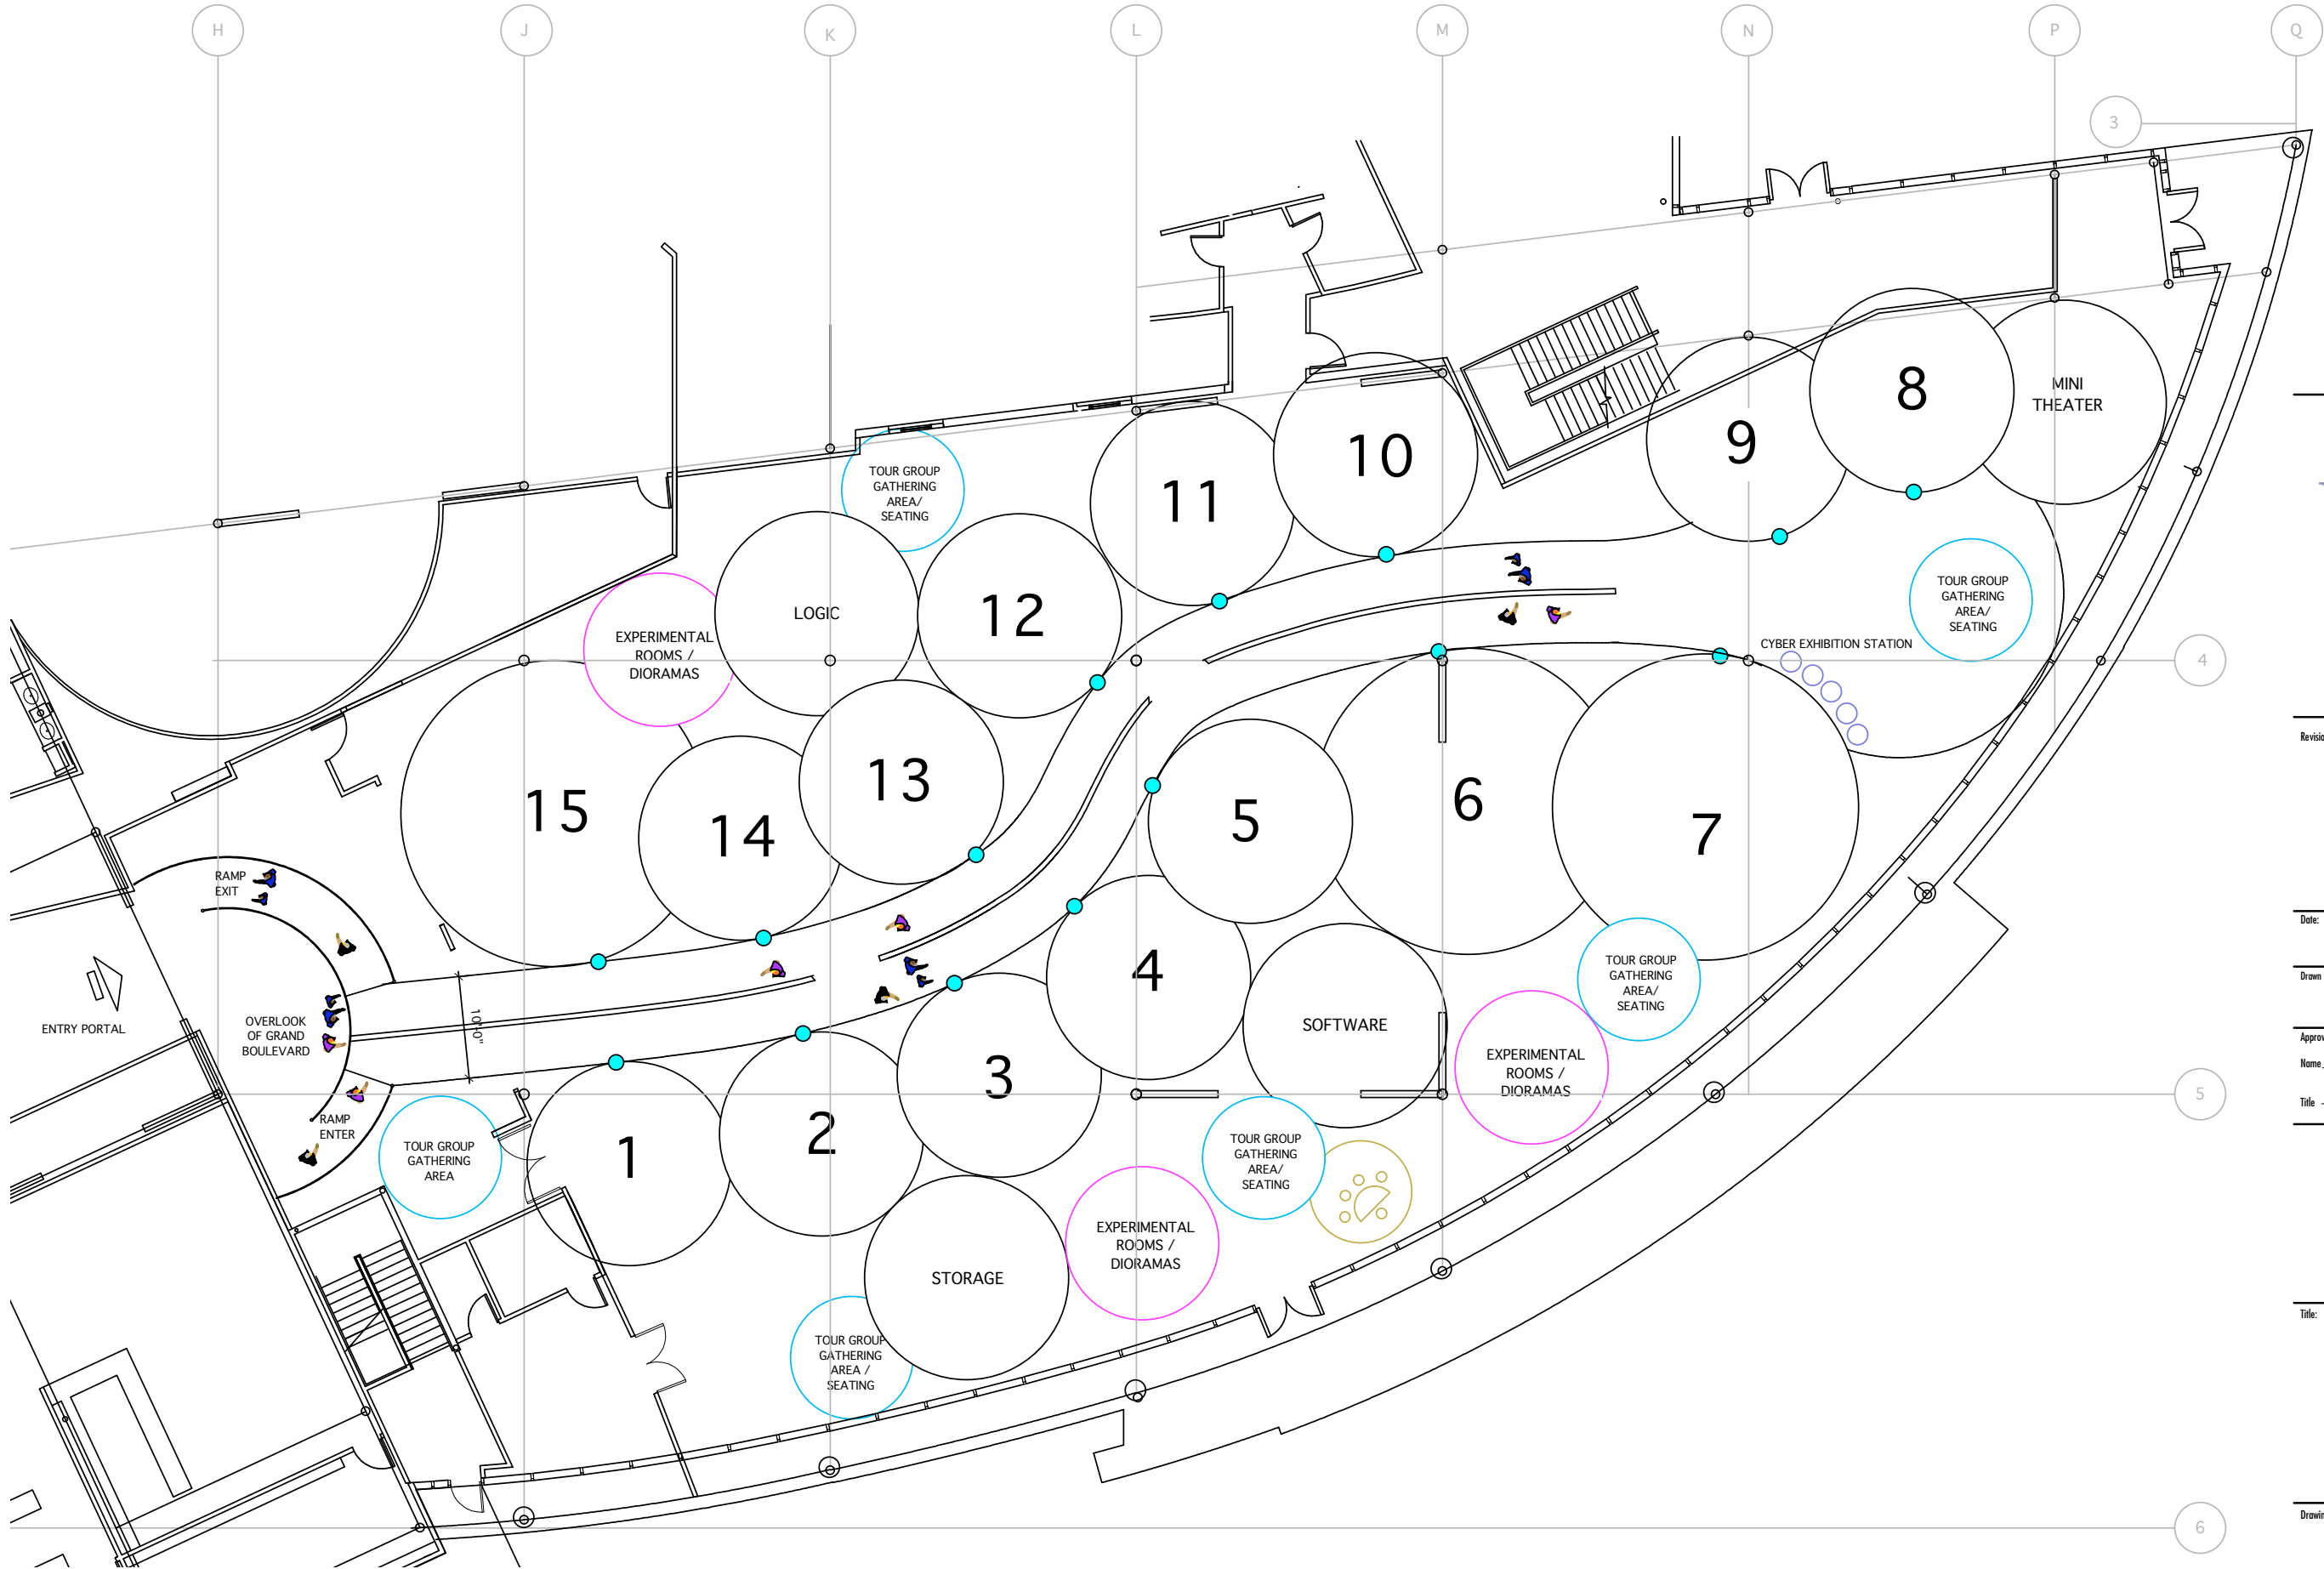 H
J
K
L
M
N
P
Q
3
8
MINI
THEATER
9
10
TOUR GROUP
GATHERING
AREA/
SEATING
11
TOUR GROUP
GATHERING
AREA/
SEATING
LOGIC
12
EXPERIMENTAL
ROOMS /
DIORAMAS
CYBER EXHIBITION STATION
4
13
15
14
5
6
7
RAMP
EXIT
4
TOUR GROUP
GATHERING
AREA/
SEATING
ENTRY PORTAL
OVERLOOK
OF GRAND
BOULEVARD
10'-0"
SOFTWARE
3
EXPERIMENTAL
ROOMS /
DIORAMAS
5
RAMP
ENTER
TOUR GROUP
GATHERING
AREA
1
2
TOUR GROUP
GATHERING
AREA/
SEATING
EXPERIMENTAL
ROOMS /
DIORAMAS
STORAGE
TOUR GROUP
GATHERING
AREA /
SEATING
6
Date:
Drawn
Name
Title
Title: